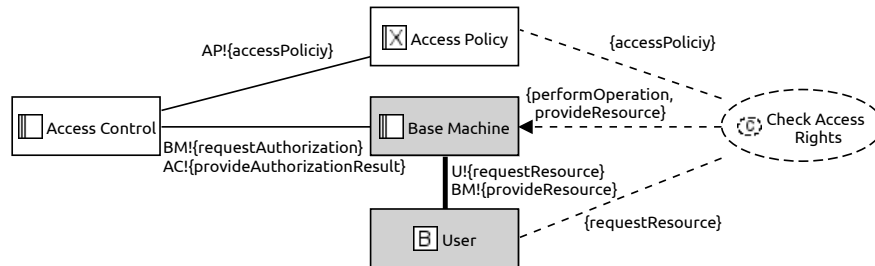 X Access Policy
AP!{accessPoliciy}
{accessPoliciy}
{performOperation,
provideResource}
Access Control
Base Machine
C Check Access
Rights
BM!{requestAuthorization}
AC!{provideAuthorizationResult}
U!{requestResource}
BM!{provideResource}
{requestResource}
B User